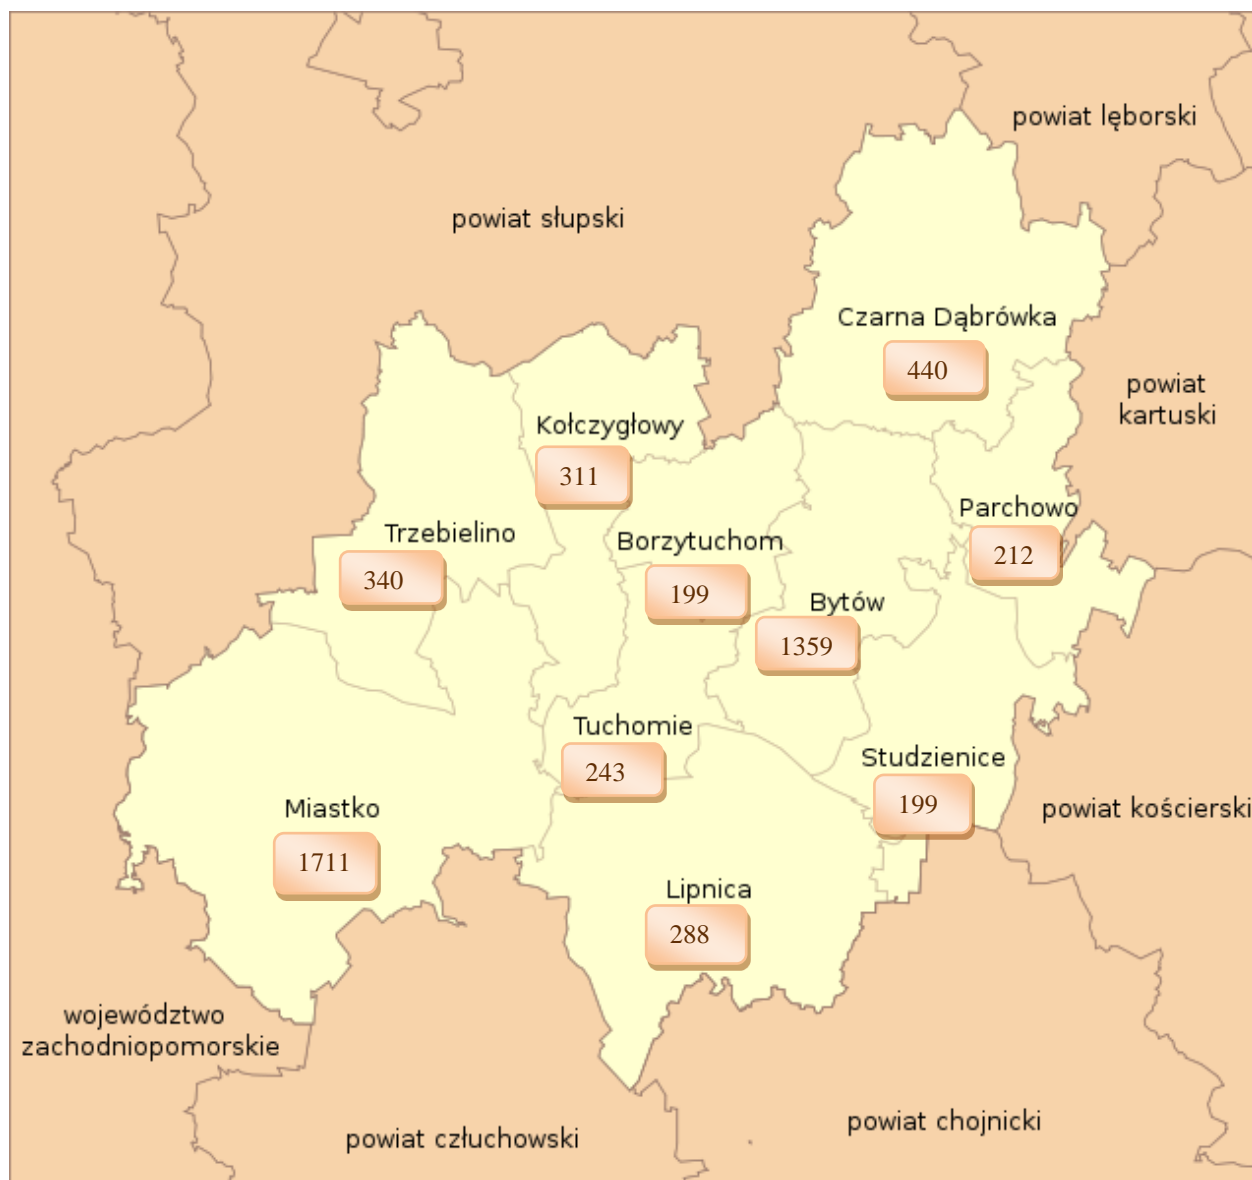 powiat lęborski
powiat słupski
Czarna Dąbrówka
440
powiat
kartuski
Kołczygłowy
311
Parchowo
212
Trzebielino
340
Borzytuchom
199
Bytów
1359
Tuchomie
243
Studzienice
199
Miastko
1711
powiat kościerski
Lipnica
288
województwo
zachodniopomorskie
powiat człuchowski
powiat chojnicki